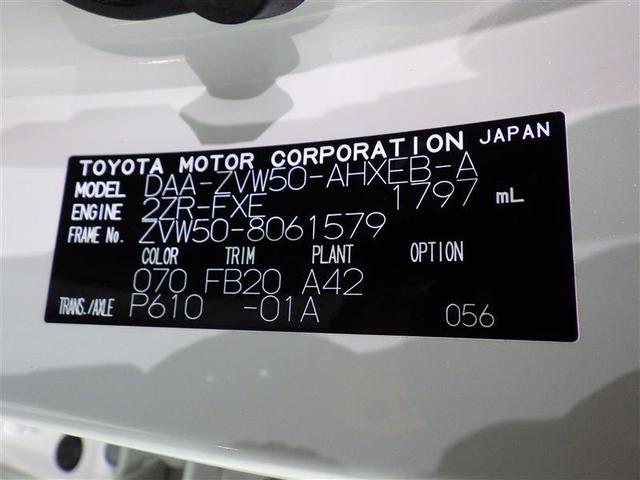 TOYOTA MOTOR CORPORATION JAPAN
MODEL DAA-ZVW50-AHXEB-A
ENGINE 2ZR-FXE 1797 mL
FRAME No. ZVW50-8061579
COLOR TRIM PLANT OPTION
070 FB20 A42
TRANS./AXLE P610 -01A 056